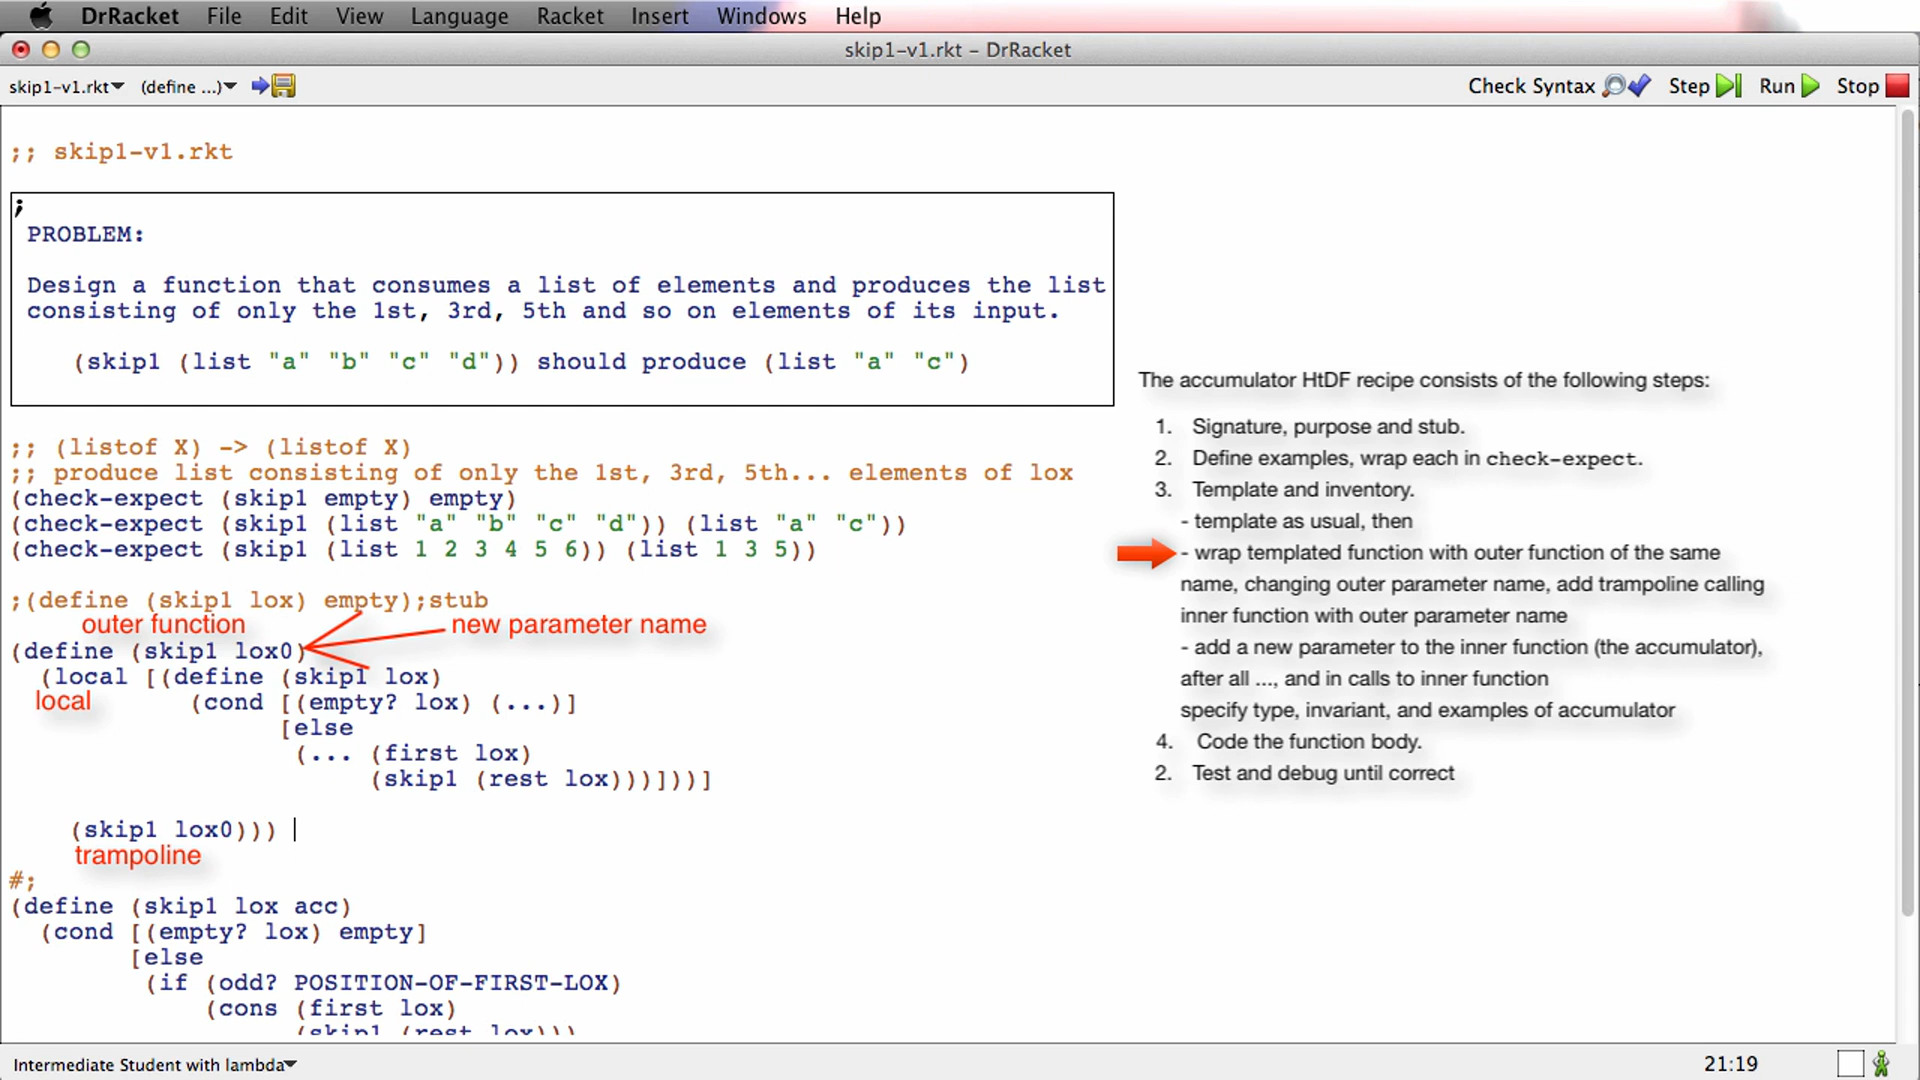 DrRacket File Edit View Language Racket Insert Windows Help
skip1-v1.rkt - DrRacket
skip1-v1.rkt (define ...) Check Syntax Step Run Stop
;; skip1-v1.rkt
;
PROBLEM:
Design a function that consumes a list of elements and produces the list
consisting of only the 1st, 3rd, 5th and so on elements of its input.
(skip1 (list "a" "b" "c" "d")) should produce (list "a" "c")
;; (listof X) -> (listof X)
;; produce list consisting of only the 1st, 3rd, 5th... elements of lox
(check-expect (skip1 empty) empty)
(check-expect (skip1 (list "a" "b" "c" "d")) (list "a" "c"))
(check-expect (skip1 (list 1 2 3 4 5 6)) (list 1 3 5))
;(define (skip1 lox) empty);stub
outer function new parameter name
(define (skip1 lox0)
(local [(define (skip1 lox)
local
(cond [(empty? lox) (...)]
[else
(... (first lox)
(skip1 (rest lox)))]))]
(skip1 lox0)))
trampoline
#;
(define (skip1 lox acc)
(cond [(empty? lox) empty]
[else
(if (odd? POSITION-OF-FIRST-LOX)
(cons (first lox)
(skip1 (rest lox)))
The accumulator HtDF recipe consists of the following steps:
1. Signature, purpose and stub.
2. Define examples, wrap each in check-expect.
3. Template and inventory.
- template as usual, then
- wrap templated function with outer function of the same
name, changing outer parameter name, add trampoline calling
inner function with outer parameter name
- add a new parameter to the inner function (the accumulator),
after all ..., and in calls to inner function
specify type, invariant, and examples of accumulator
4. Code the function body.
2. Test and debug until correct
Intermediate Student with lambda 21:19